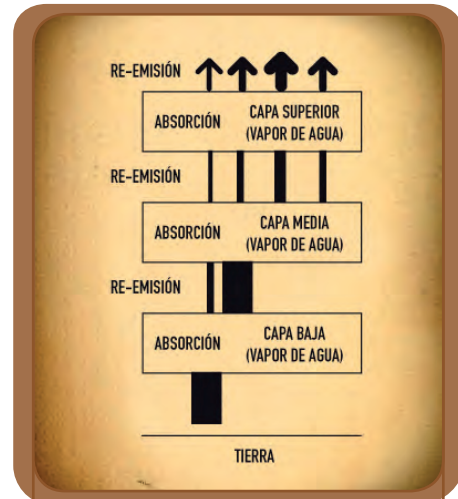 RE-EMISIÓN
ABSORCIÓN
CAPA SUPERIOR
(VAPOR DE AGUA)
RE-EMISIÓN
ABSORCIÓN
CAPA MEDIA
(VAPOR DE AGUA)
RE-EMISIÓN
ABSORCIÓN
CAPA BAJA
(VAPOR DE AGUA)
TIERRA